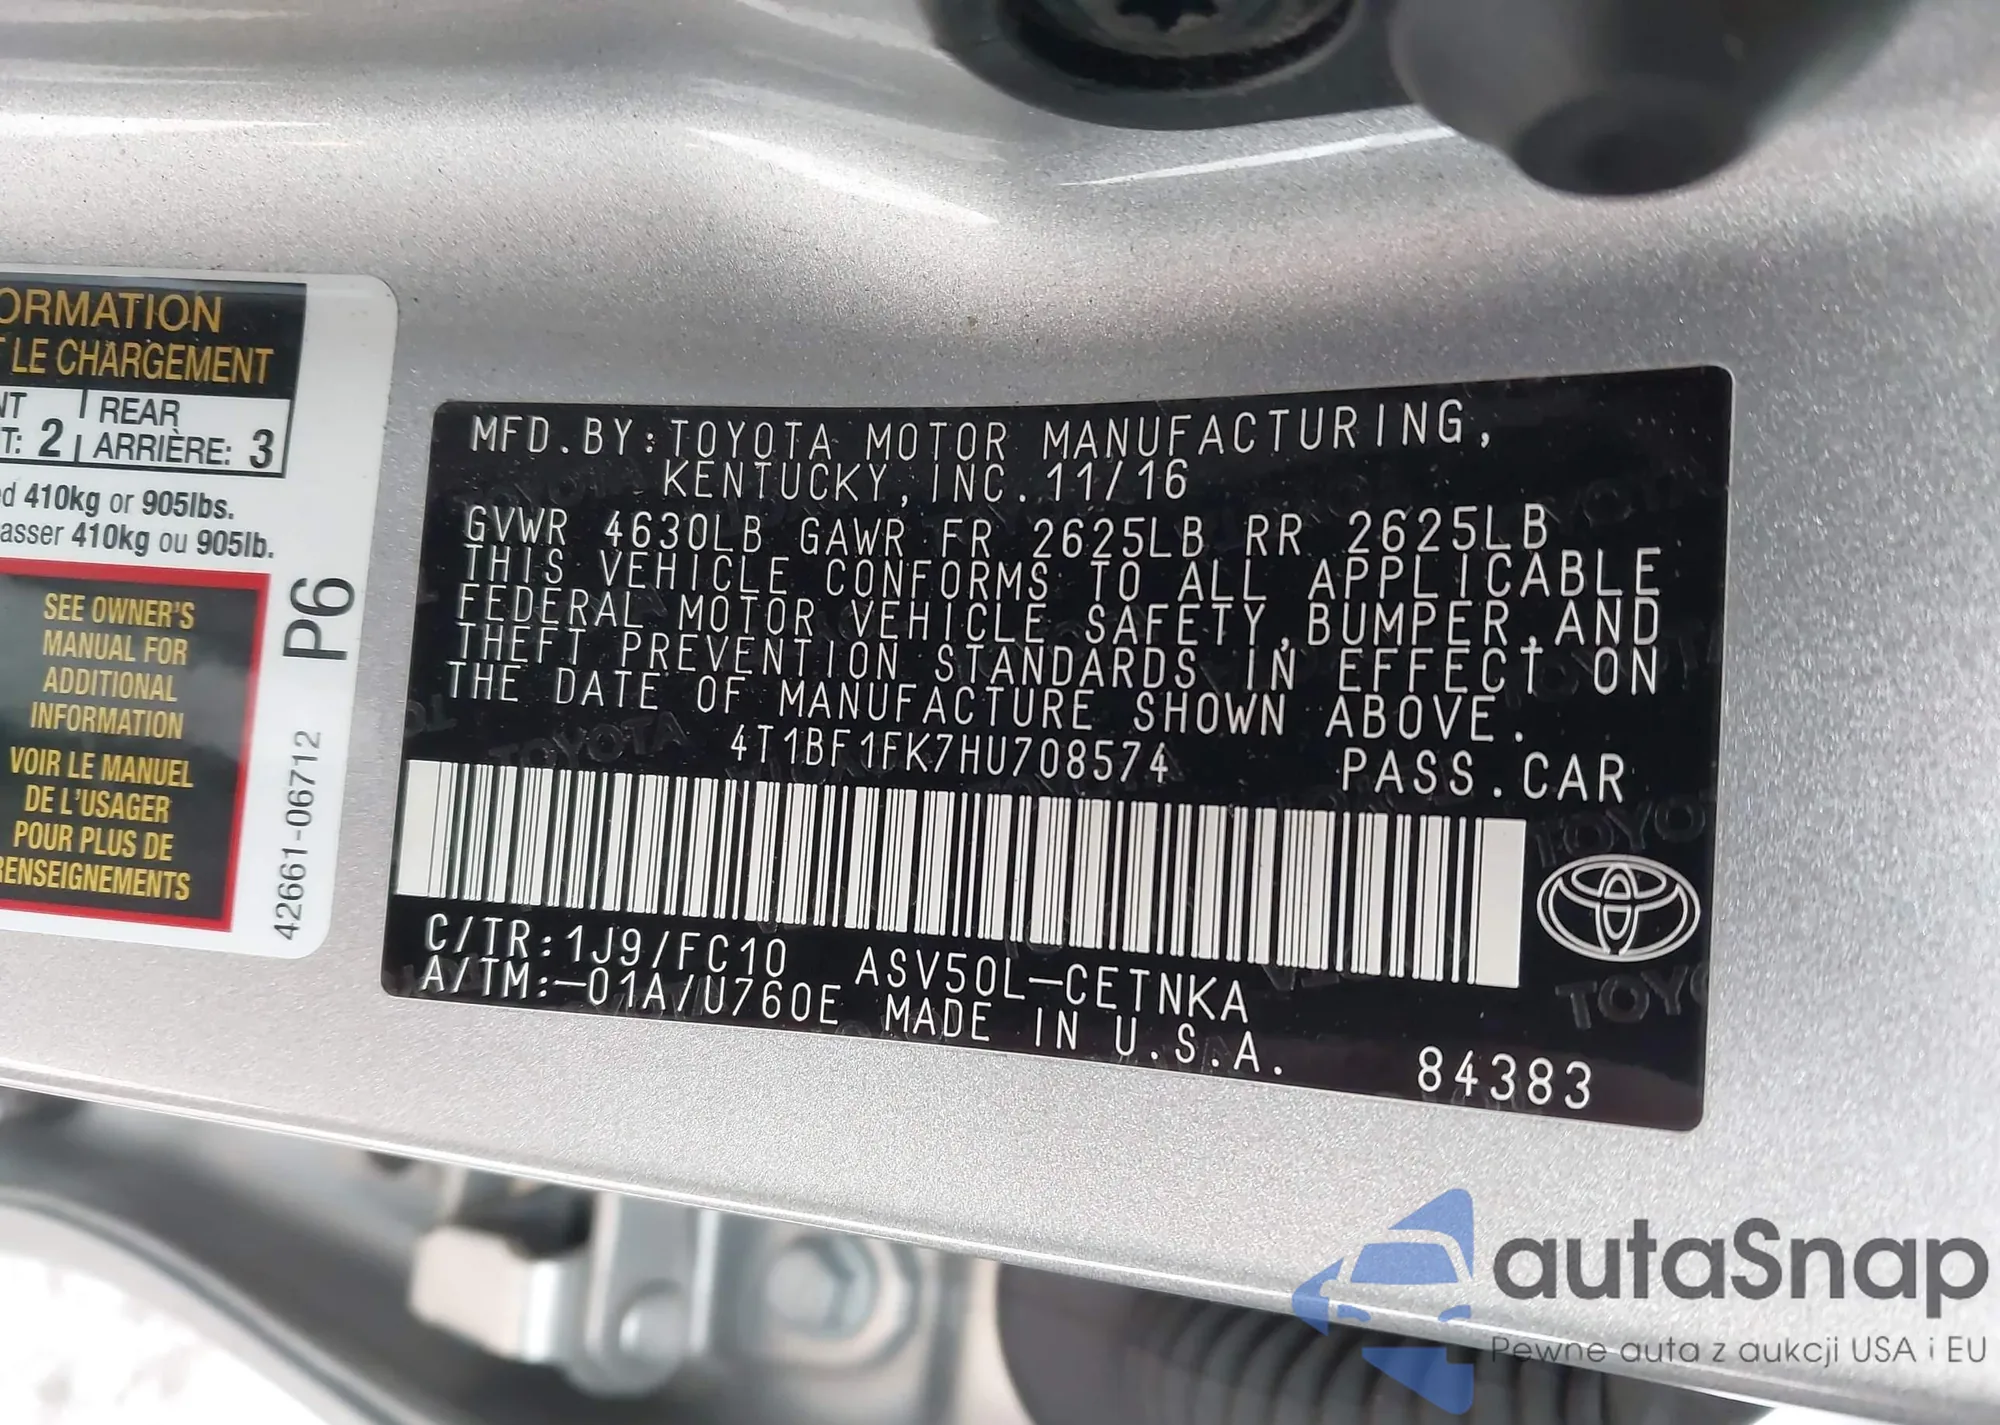 ORMATION
T LE CHARGEMENT
NT 2 | REAR
T: ARRIÈRE: 3
d 410kg or 905lbs.
asser 410kg ou 905lb.
SEE OWNER'S
MANUAL FOR
ADDITIONAL
INFORMATION
VOIR LE MANUEL
DE L'USAGER
POUR PLUS DE
RENSEIGNEMENTS
P6
42661-06712
MFD.BY:TOYOTA MOTOR MANUFACTURING,
KENTUCKY,INC.11/16
GVWR 4630LB GAWR FR 2625LB RR 2625LB
THIS VEHICLE CONFORMS TO ALL APPLICABLE
FEDERAL MOTOR VEHICLE SAFETY,BUMPER,AND
THEFT PREVENTION STANDARDS IN EFFECT ON
THE DATE OF MANUFACTURE SHOWN ABOVE.
4T1BF1FK7HU708574 PASS.CAR
C/TR:1J9/FC10 ASV50L-CETNKA
A/TM:-01A/U760E MADE IN U.S.A.
84383
autaSnap
Pewne auta z aukcji USA i EU